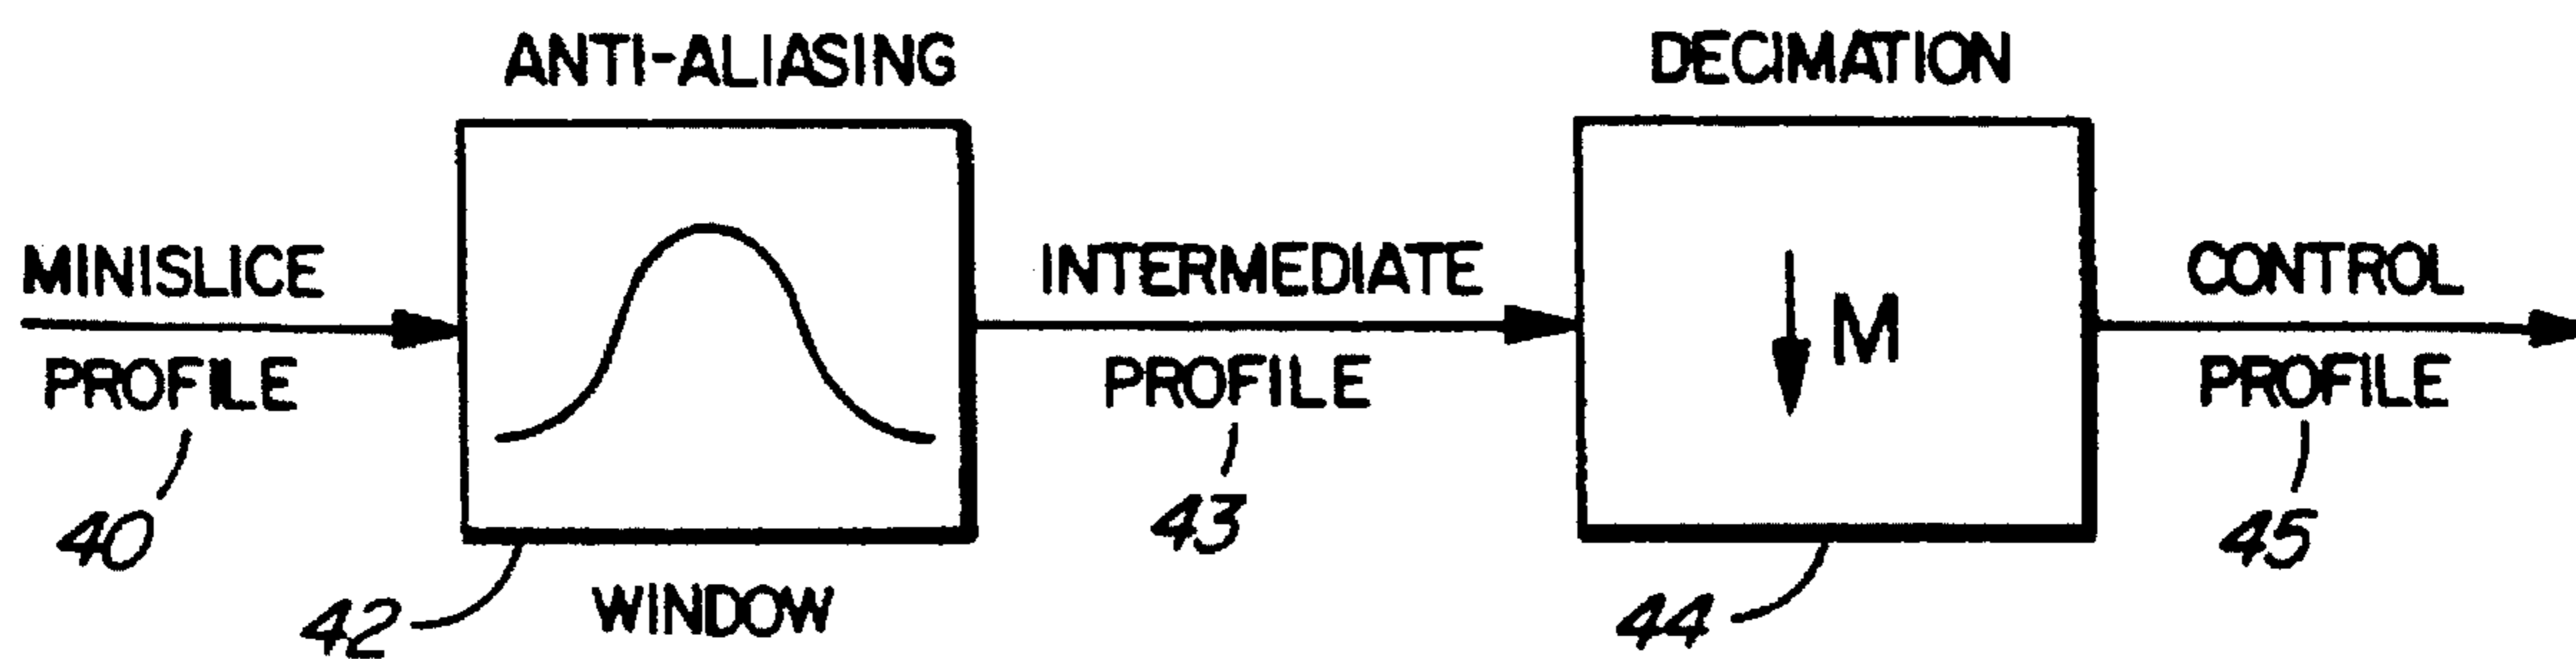 ANTI-ALIASING
DECIMATION
MINISLICE
PROFILE
INTERMEDIATE
PROFILE
M
CONTROL
PROFILE
40
42
WINDOW
43
44
45